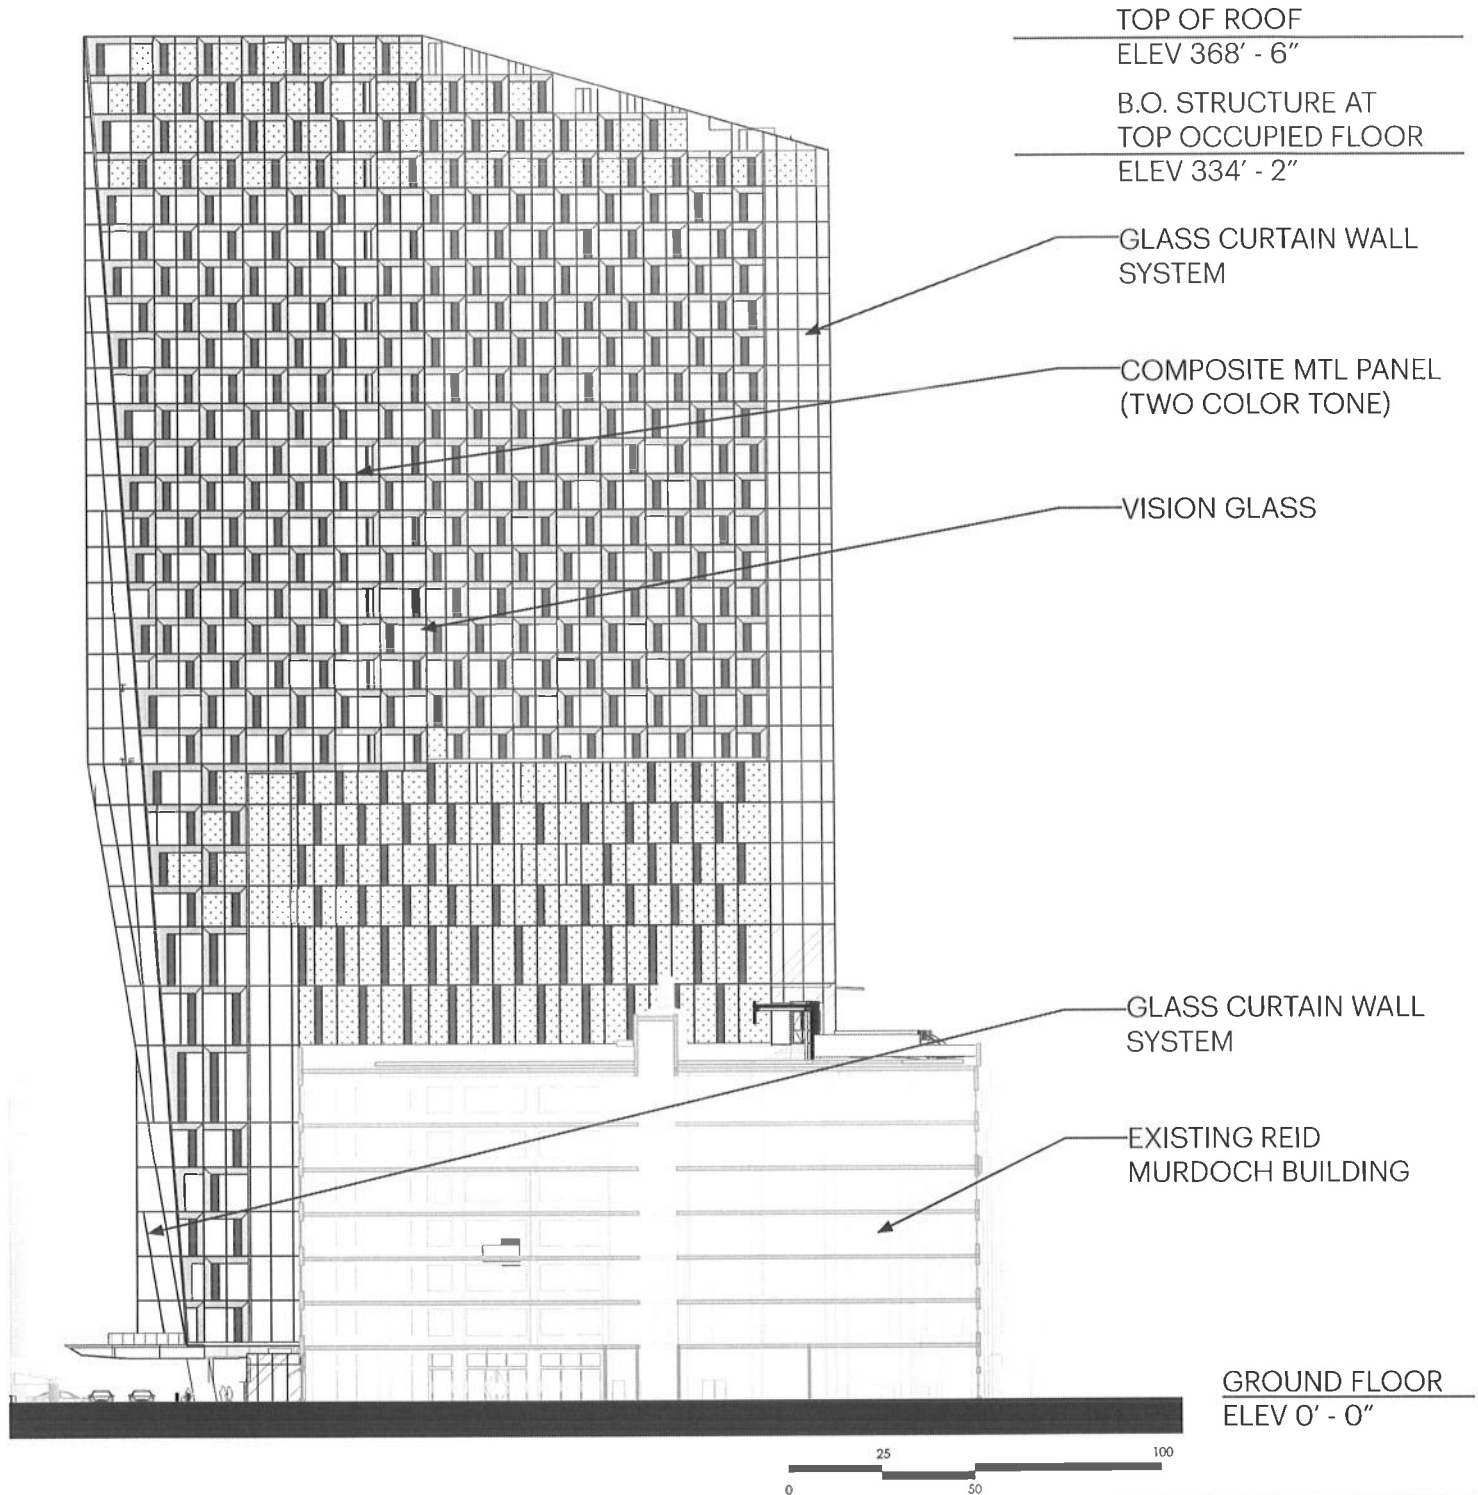 TOP OF ROOF
ELEV 368' - 6"
B.O. STRUCTURE AT
TOP OCCUPIED FLOOR
ELEV 334' - 2"
GLASS CURTAIN WALL
SYSTEM
COMPOSITE MTL PANEL
(TWO COLOR TONE)
VISION GLASS
GLASS CURTAIN WALL
SYSTEM
EXISTING REID
MURDOCH BUILDING
GROUND FLOOR
ELEV 0' - 0"
25
100
0
50